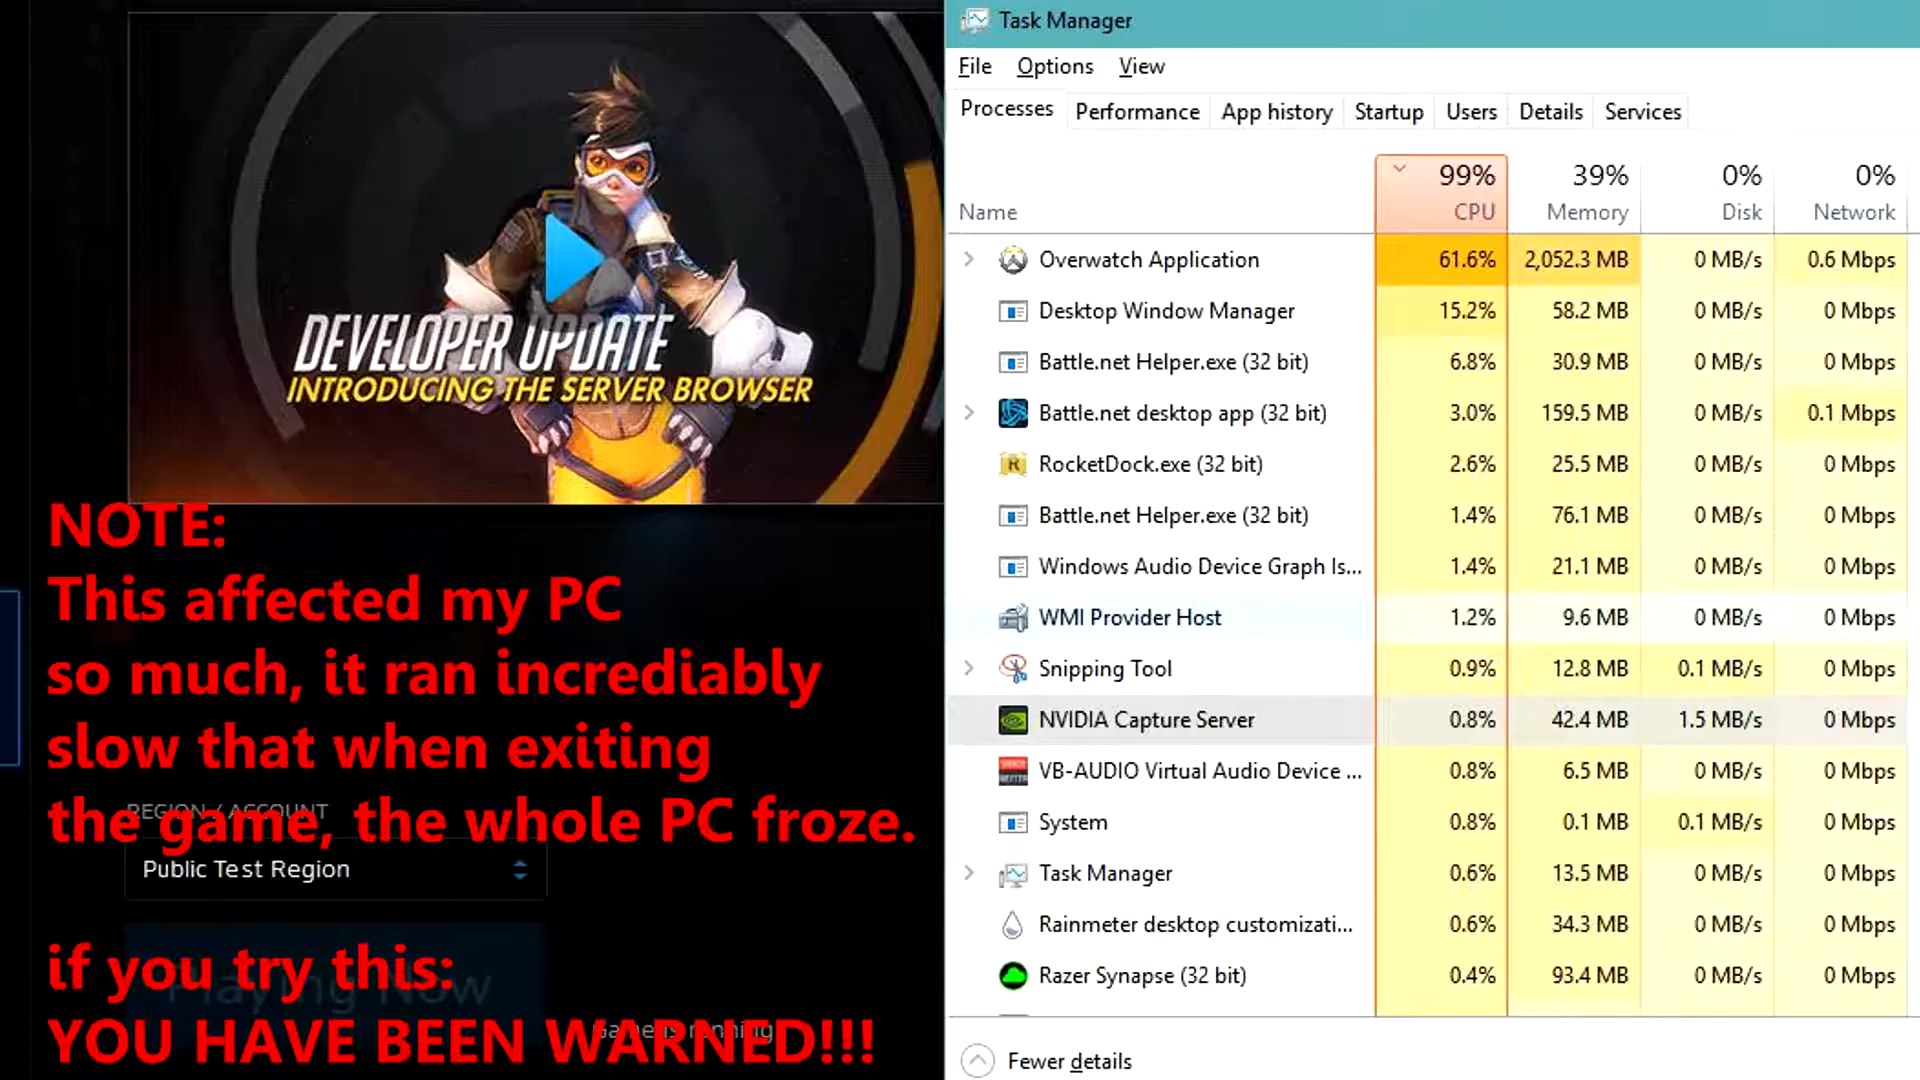 DEVELOPER UPDATE
INTRODUCING THE SERVER BROWSER
NOTE:
This affected my PC
so much, it ran incrediably
slow that when exiting
the game, the whole PC froze.
REGION / ACCOUNT
Public Test Region
if you try this:
Playing Now
YOU HAVE BEEN WARNED!!!
Game is running
Task Manager
File Options View
Processes Performance App history Startup Users Details Services
99% 39% 0% 0%
Name CPU Memory Disk Network
Overwatch Application 61.6% 2,052.3 MB 0 MB/s 0.6 Mbps
Desktop Window Manager 15.2% 58.2 MB 0 MB/s 0 Mbps
Battle.net Helper.exe (32 bit) 6.8% 30.9 MB 0 MB/s 0 Mbps
Battle.net desktop app (32 bit) 3.0% 159.5 MB 0 MB/s 0.1 Mbps
RocketDock.exe (32 bit) 2.6% 25.5 MB 0 MB/s 0 Mbps
Battle.net Helper.exe (32 bit) 1.4% 76.1 MB 0 MB/s 0 Mbps
Windows Audio Device Graph Is... 1.4% 21.1 MB 0 MB/s 0 Mbps
WMI Provider Host 1.2% 9.6 MB 0 MB/s 0 Mbps
Snipping Tool 0.9% 12.8 MB 0.1 MB/s 0 Mbps
NVIDIA Capture Server 0.8% 42.4 MB 1.5 MB/s 0 Mbps
VB-AUDIO Virtual Audio Device ... 0.8% 6.5 MB 0 MB/s 0 Mbps
System 0.8% 0.1 MB 0.1 MB/s 0 Mbps
Task Manager 0.6% 13.5 MB 0 MB/s 0 Mbps
Rainmeter desktop customizati... 0.6% 34.3 MB 0 MB/s 0 Mbps
Razer Synapse (32 bit) 0.4% 93.4 MB 0 MB/s 0 Mbps
Fewer details